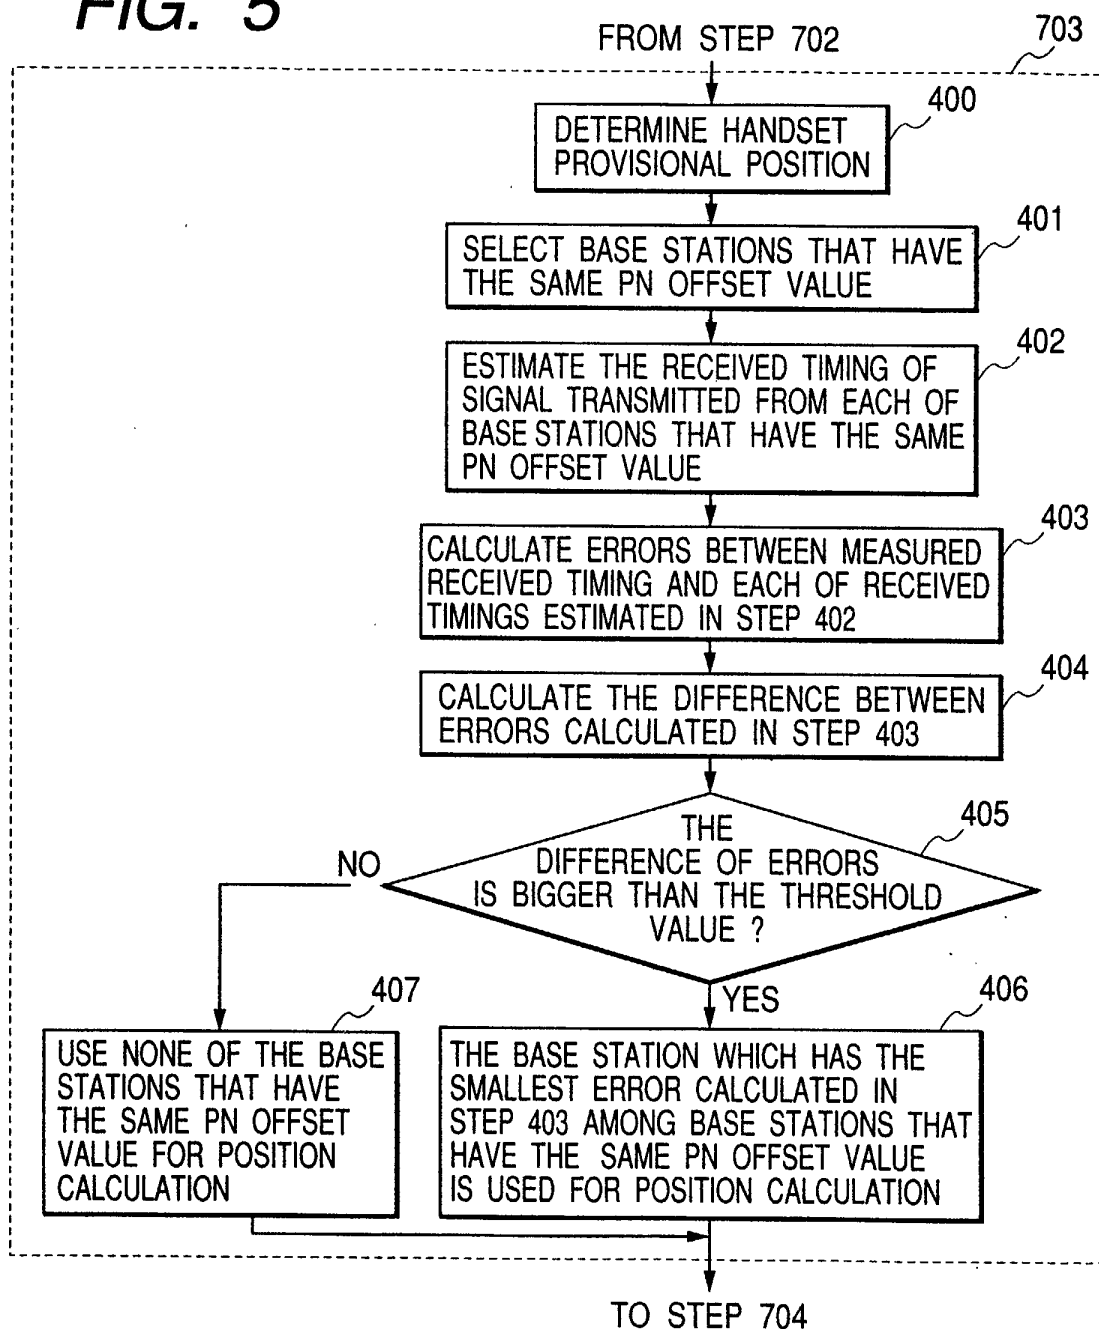 FIG. 5
FROM STEP 702
703
400
DETERMINE HANDSET
PROVISIONAL POSITION
401
SELECT BASE STATIONS THAT HAVE
THE SAME PN OFFSET VALUE
402
ESTIMATE THE RECEIVED TIMING OF
SIGNAL TRANSMITTED FROM EACH OF
BASE STATIONS THAT HAVE THE SAME
PN OFFSET VALUE
403
CALCULATE ERRORS BETWEEN MEASURED
RECEIVED TIMING AND EACH OF RECEIVED
TIMINGS ESTIMATED IN STEP 402
404
CALCULATE THE DIFFERENCE BETWEEN
ERRORS CALCULATED IN STEP 403
405
THE
DIFFERENCE OF ERRORS
IS BIGGER THAN THE THRESHOLD
VALUE ?
NO
YES
407
USE NONE OF THE BASE
STATIONS THAT HAVE
THE SAME PN OFFSET
VALUE FOR POSITION
CALCULATION
406
THE BASE STATION WHICH HAS THE
SMALLEST ERROR CALCULATED IN
STEP 403 AMONG BASE STATIONS THAT
HAVE THE SAME PN OFFSET VALUE
IS USED FOR POSITION CALCULATION
TO STEP 704